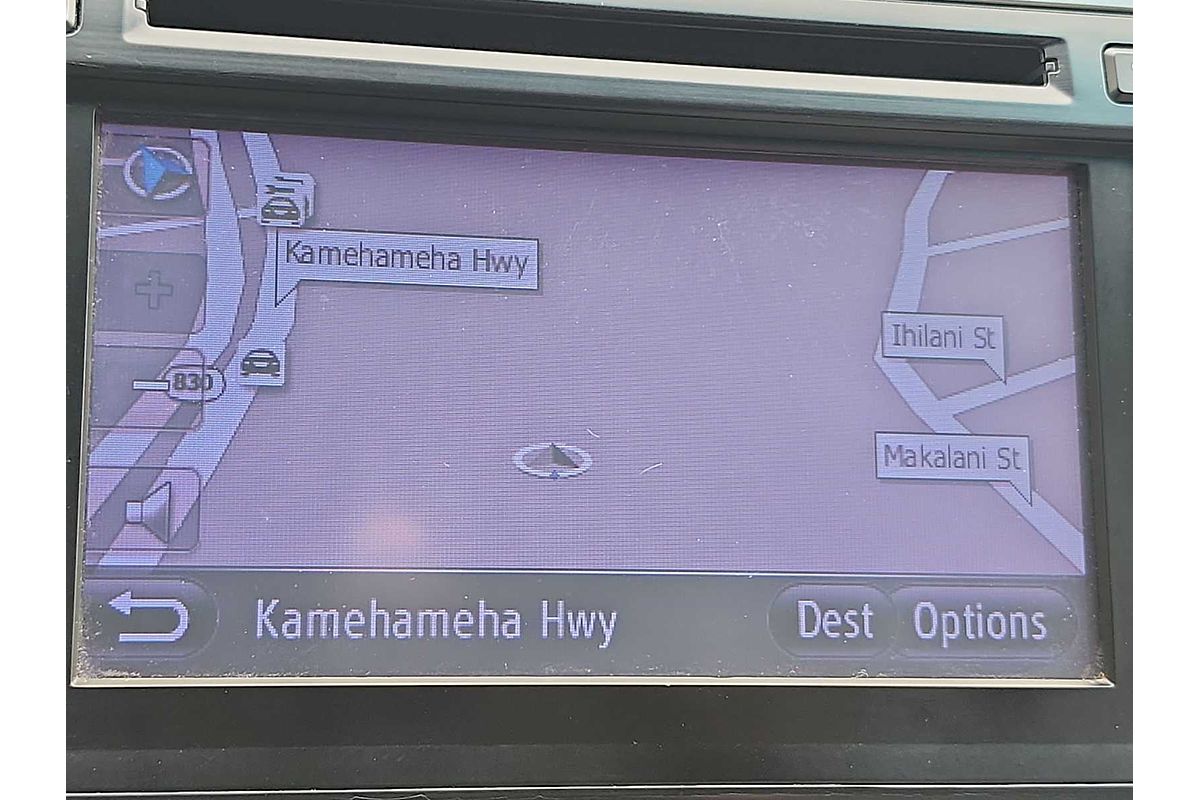 Kamehameha Hwy
Ihilani St
830
Makalani St
Kamehameha Hwy
Dest
Options